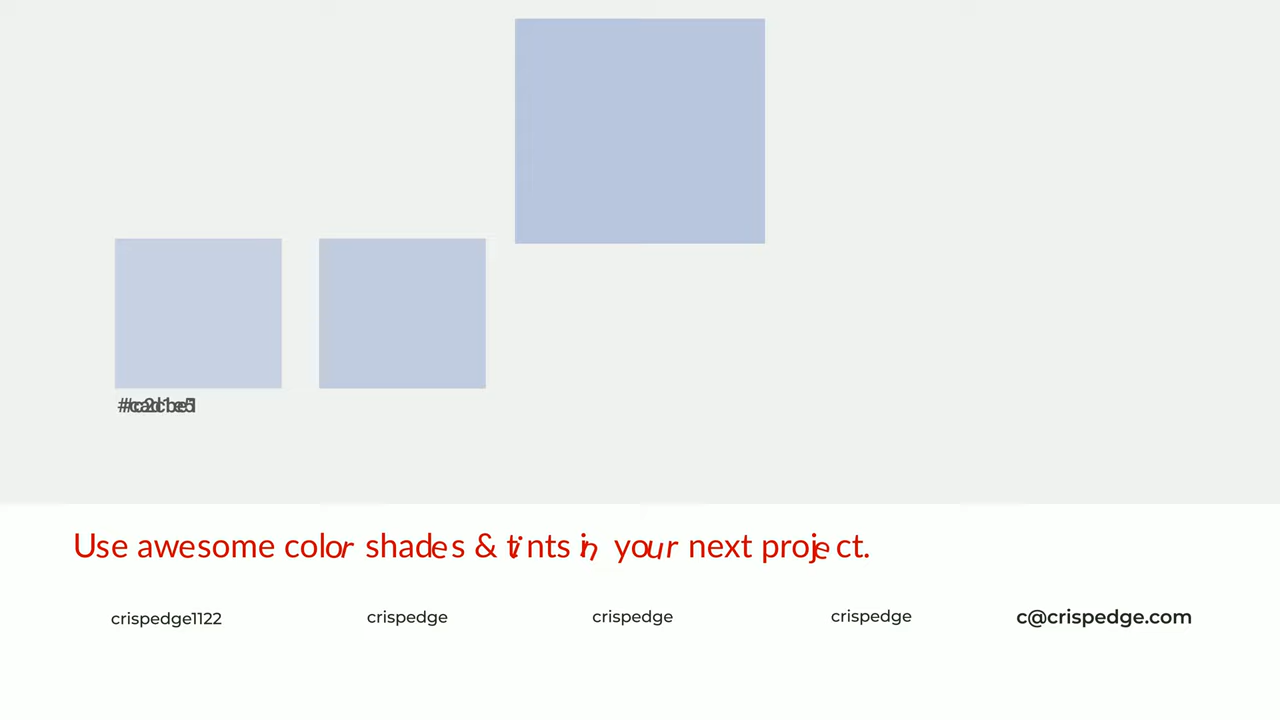 Use awesome color shades & tints in your next project.
crispedge1122 crispedge crispedge crispedge c@crispedge.com